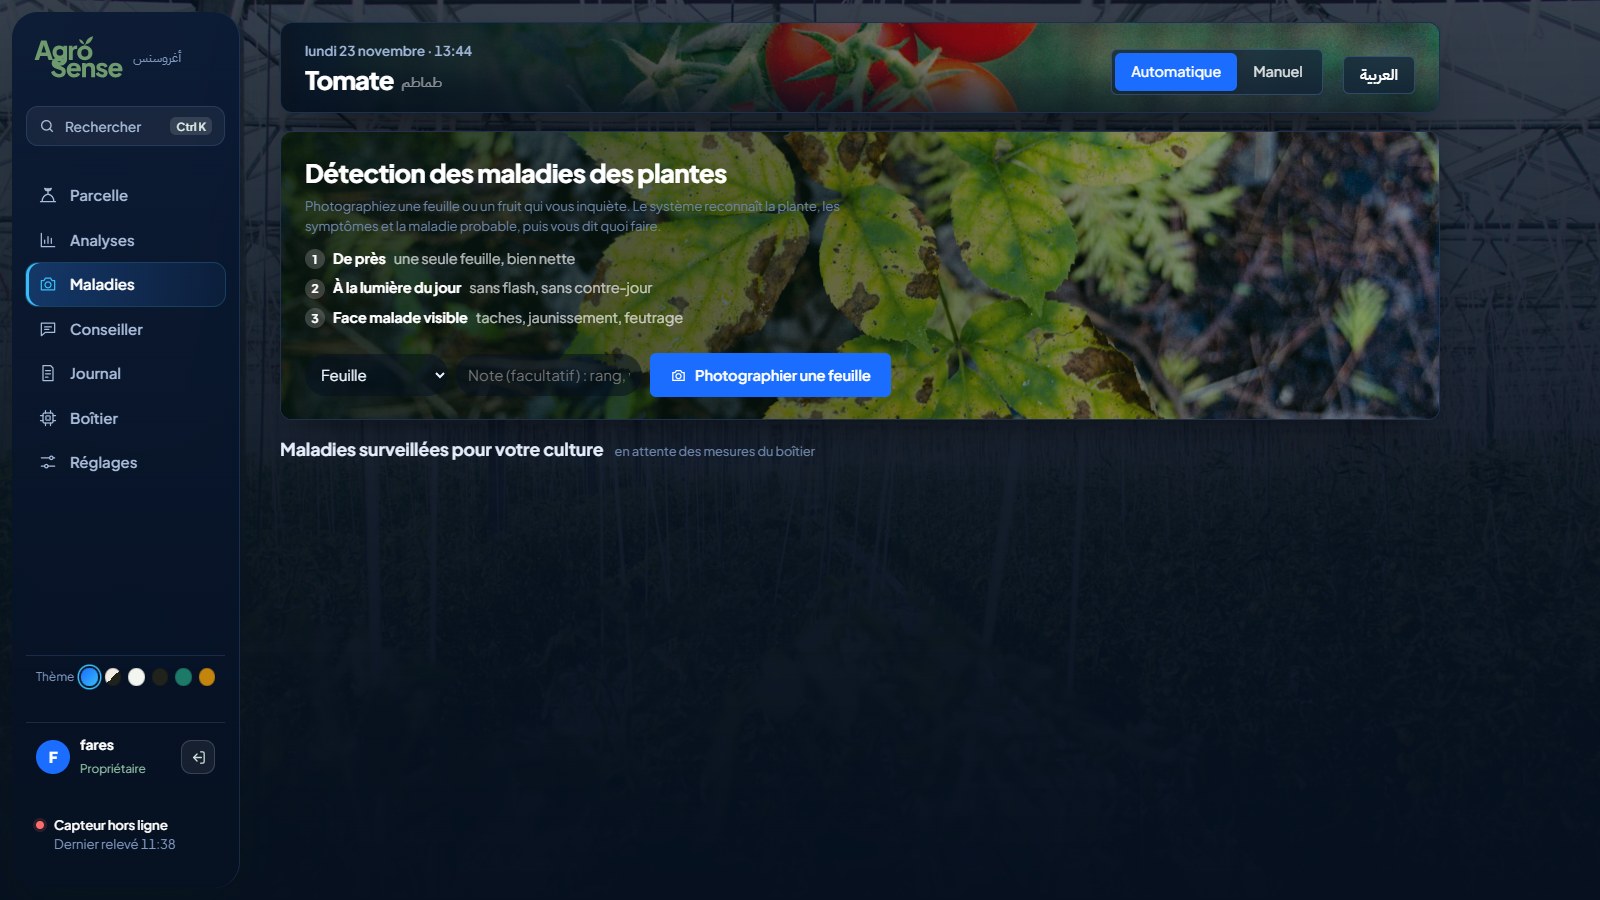 Agro
Sense
أغروسنس
Rechercher
Ctrl K
Parcelle
Analyses
Maladies
Conseiller
Journal
Boîtier
Réglages
Thème
F
fares
Propriétaire
Capteur hors ligne
Dernier relevé 11:38
lundi 23 novembre · 13:44
Tomate طماطم
Automatique
Manuel
العربية
Détection des maladies des plantes
Photographiez une feuille ou un fruit qui vous inquiète. Le système reconnaît la plante, les
symptômes et la maladie probable, puis vous dit quoi faire.
1 De près une seule feuille, bien nette
2 À la lumière du jour sans flash, sans contre-jour
3 Face malade visible taches, jaunissement, feutrage
Feuille
Note (facultatif) : rang,
Photographier une feuille
Maladies surveillées pour votre culture en attente des mesures du boîtier